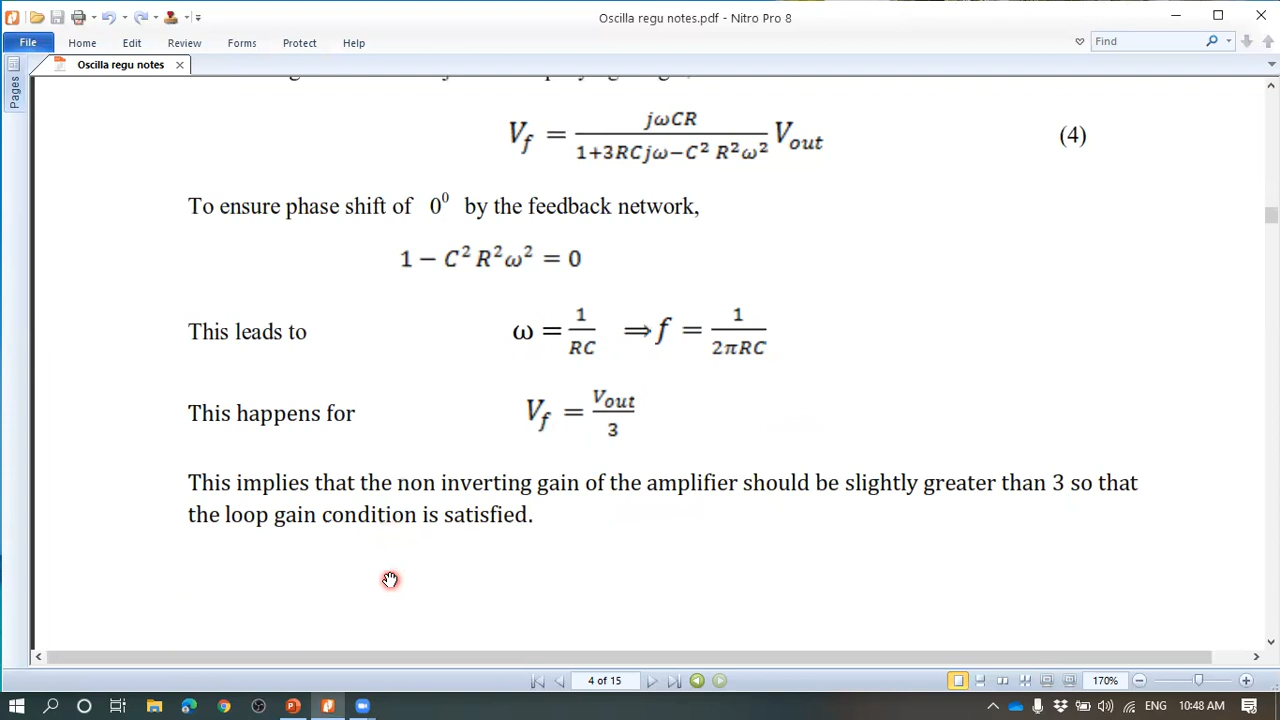 Oscilla regu notes.pdf - Nitro Pro 8
File Home Edit Review Forms Protect Help Find
Oscilla regu notes
Pages
V_f = jωCR / (1+3RCjω−C² R²ω²) V_out (4)
To ensure phase shift of 0⁰ by the feedback network,
1 − C² R²ω² = 0
This leads to ω = 1/RC ⟹ f = 1/2πRC
This happens for V_f = V_out/3
This implies that the non inverting gain of the amplifier should be slightly greater than 3 so that
the loop gain condition is satisfied.
4 of 15 170%
ENG 10:48 AM